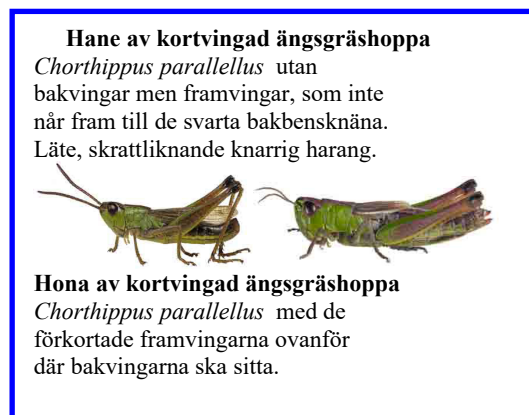 Hane av kortvingad ängsgräshoppa
Chorthippus parallellus utan
bakvingar men framvingar, som inte
når fram till de svarta bakbensknäna.
Läte, skrattliknande knarrig harang.
Hona av kortvingad ängsgräshoppa
Chorthippus parallellus med de
förkortade framvingarna ovanför
där bakvingarna ska sitta.